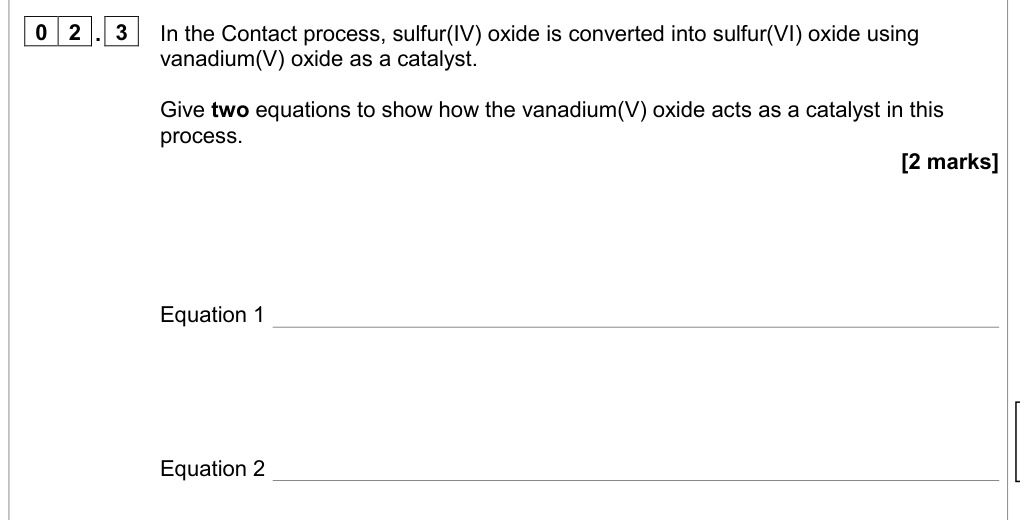 0 2 . 3 In the Contact process, sulfur(IV) oxide is converted into sulfur(VI) oxide using
vanadium(V) oxide as a catalyst.
Give two equations to show how the vanadium(V) oxide acts as a catalyst in this
process.
[2 marks]
Equation 1
Equation 2